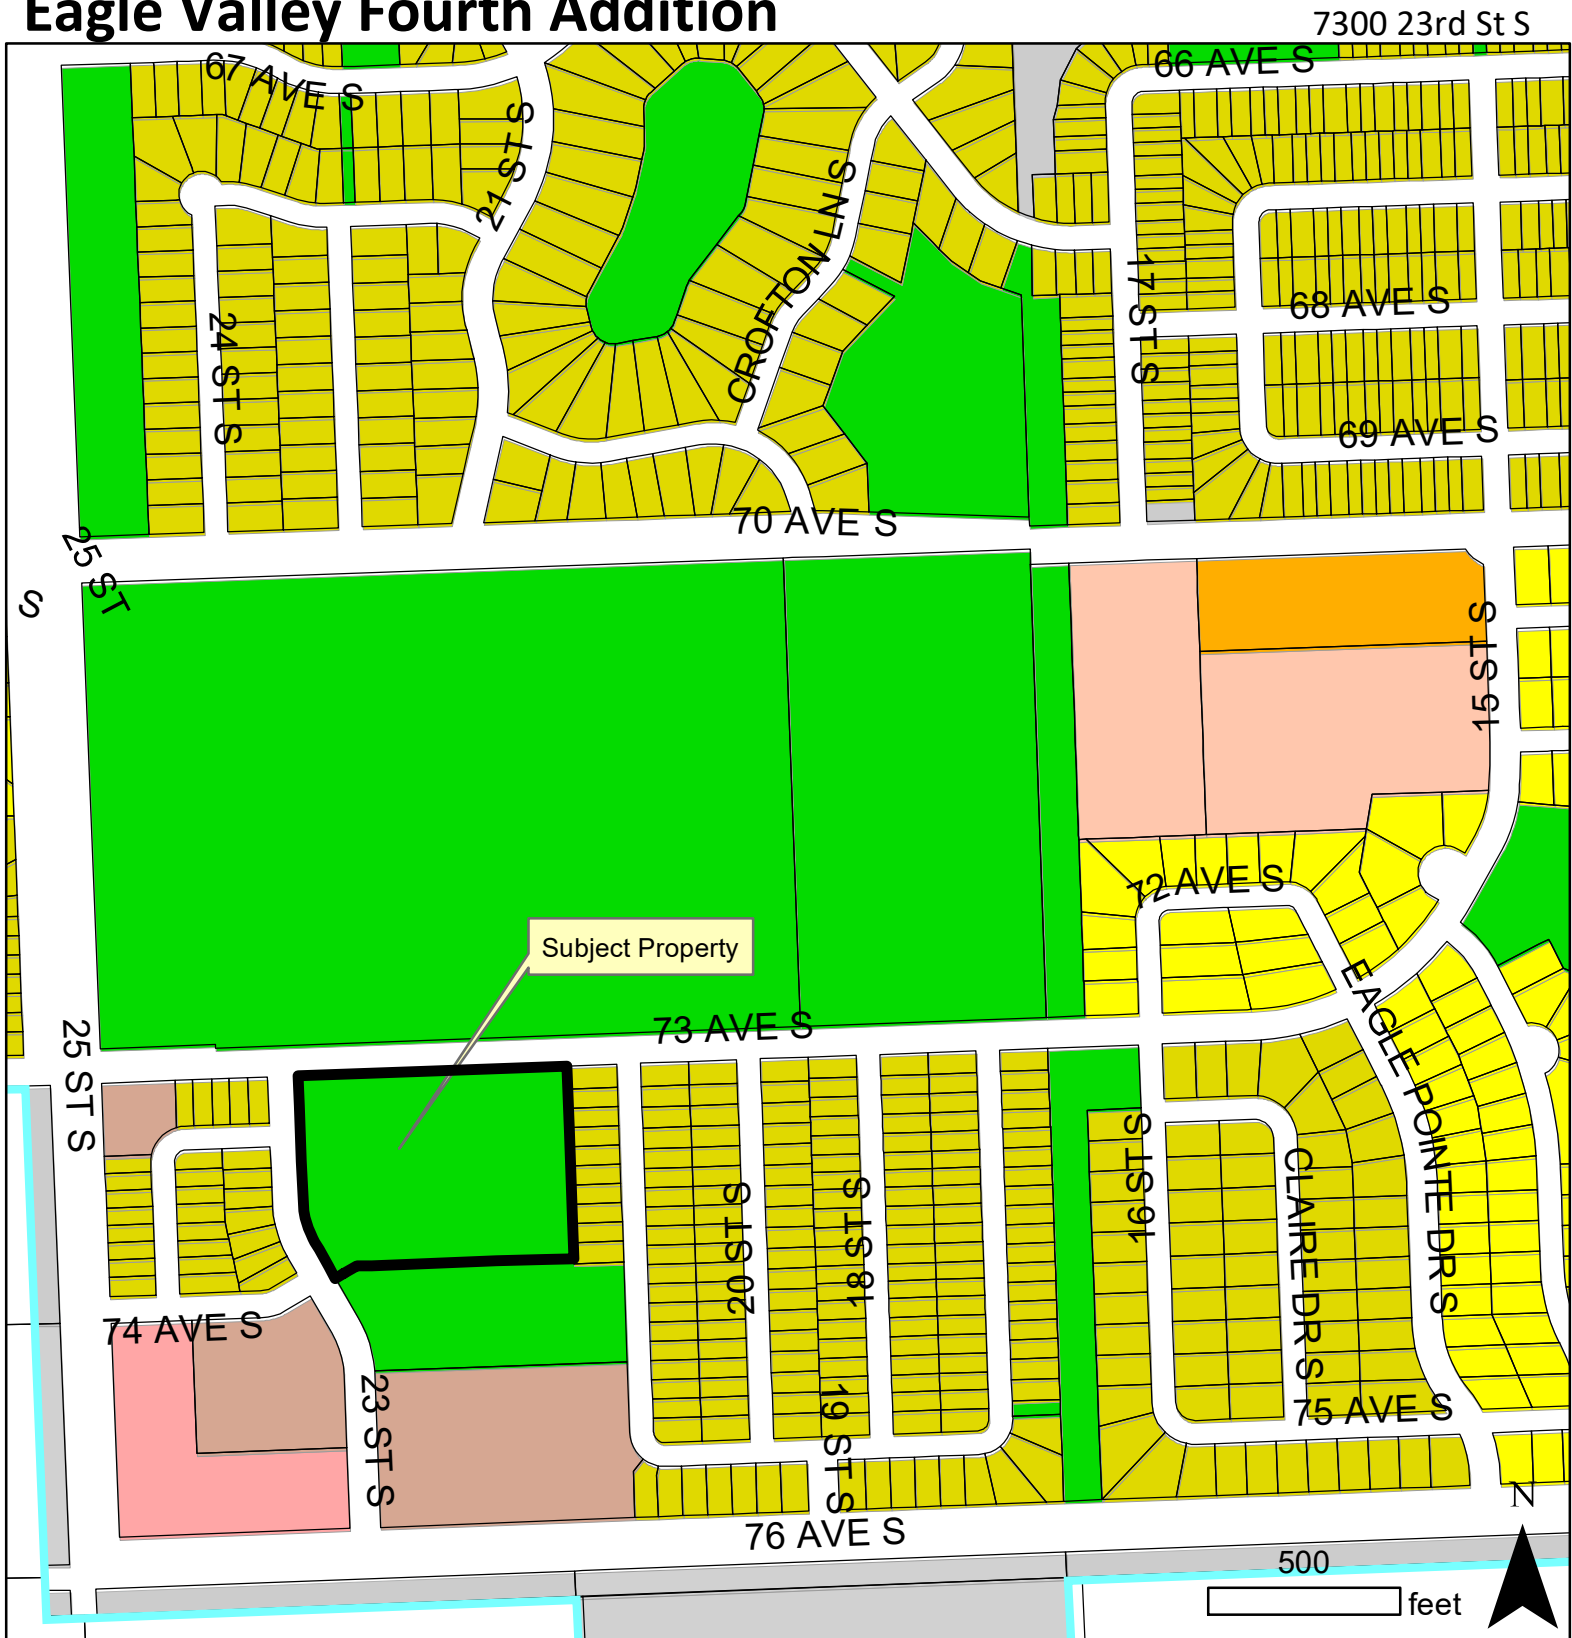 Eagle Valley Fourth Addition
7300 23rd St S
67 AVE S
66 AVE S
21 ST S
CROFTON LN S
17 ST S
68 AVE S
24 ST S
69 AVE S
70 AVE S
25 ST
S
15 ST S
72 AVE S
Subject Property
EAGLE POINTE DR S
73 AVE S
25 ST S
16 ST S
CLAIRE DR S
20 ST S
18 ST S
74 AVE S
23 ST S
19 ST S
75 AVE S
76 AVE S
N
500
feet